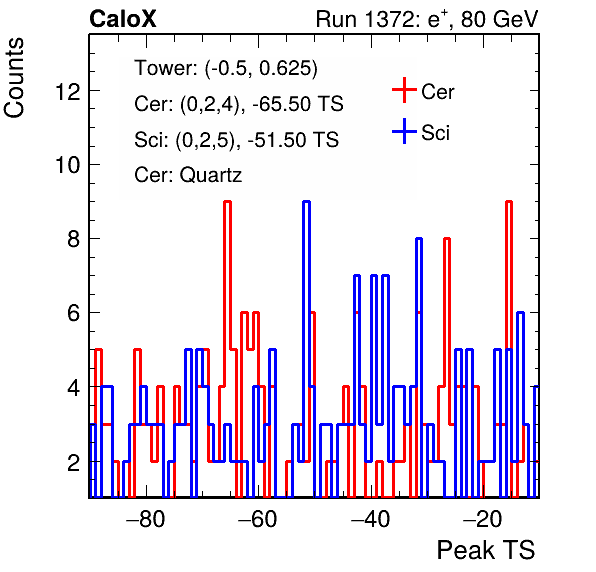 CaloX Run 1372: e⁺, 80 GeV
Counts
Tower: (-0.5, 0.625)
Cer: (0,2,4), -65.50 TS
Sci: (0,2,5), -51.50 TS
Cer: Quartz
Cer
Sci
12
10
8
6
4
2
−80 −60 −40 −20
Peak TS